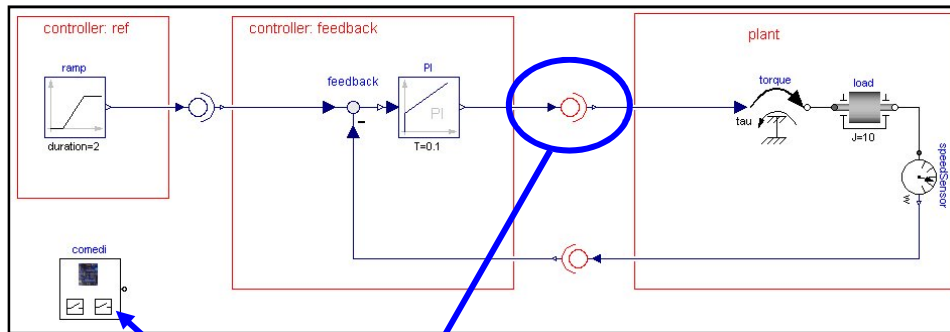 controller: ref
controller: feedback
plant
ramp
duration=2
feedback
PI
PI
T=0.1
torque
tau
load
J=10
speedSensor
w
comedi